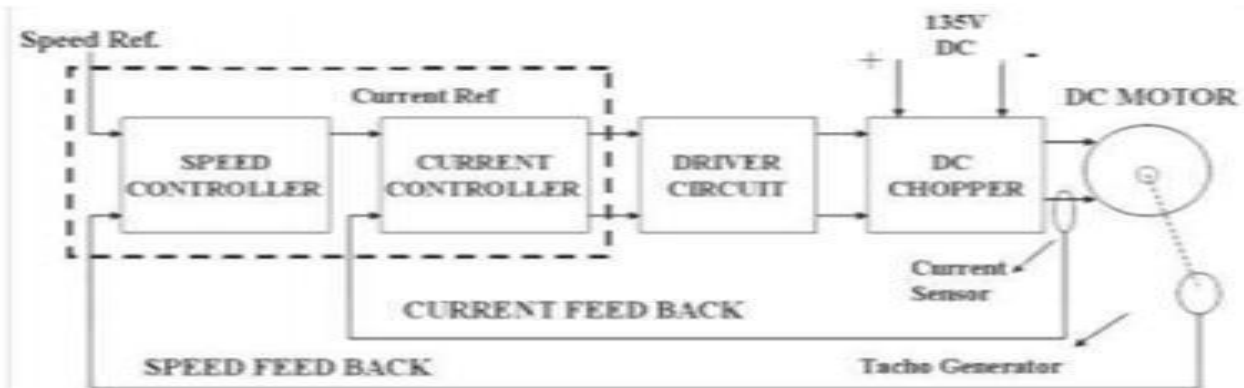 Speed Ref.
135V
DC
+ -
Current Ref
DC MOTOR
SPEED
CONTROLLER
CURRENT
CONTROLLER
DRIVER
CIRCUIT
DC
CHOPPER
Current
Sensor
CURRENT FEED BACK
SPEED FEED BACK
Tacho Generator